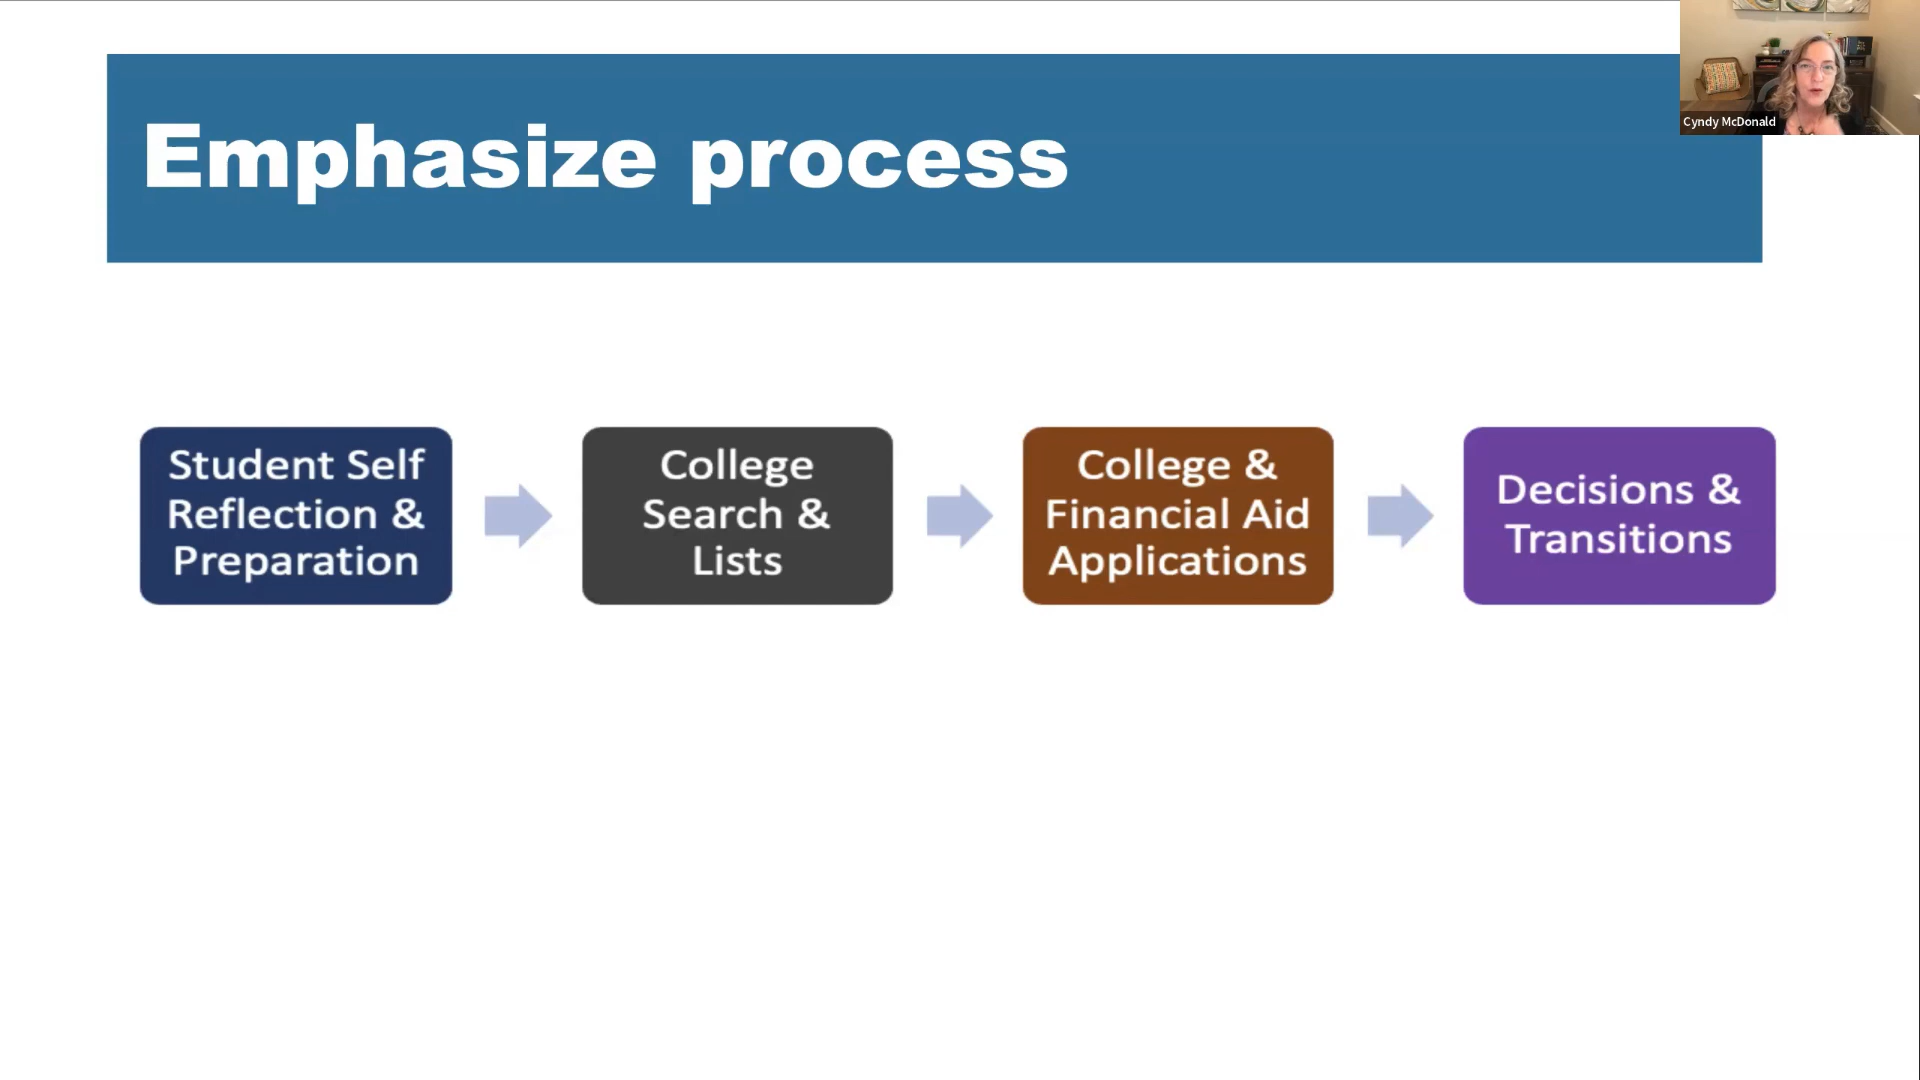 Emphasize process
Cyndy McDonald
Student Self
Reflection &
Preparation
College
Search &
Lists
College &
Financial Aid
Applications
Decisions &
Transitions